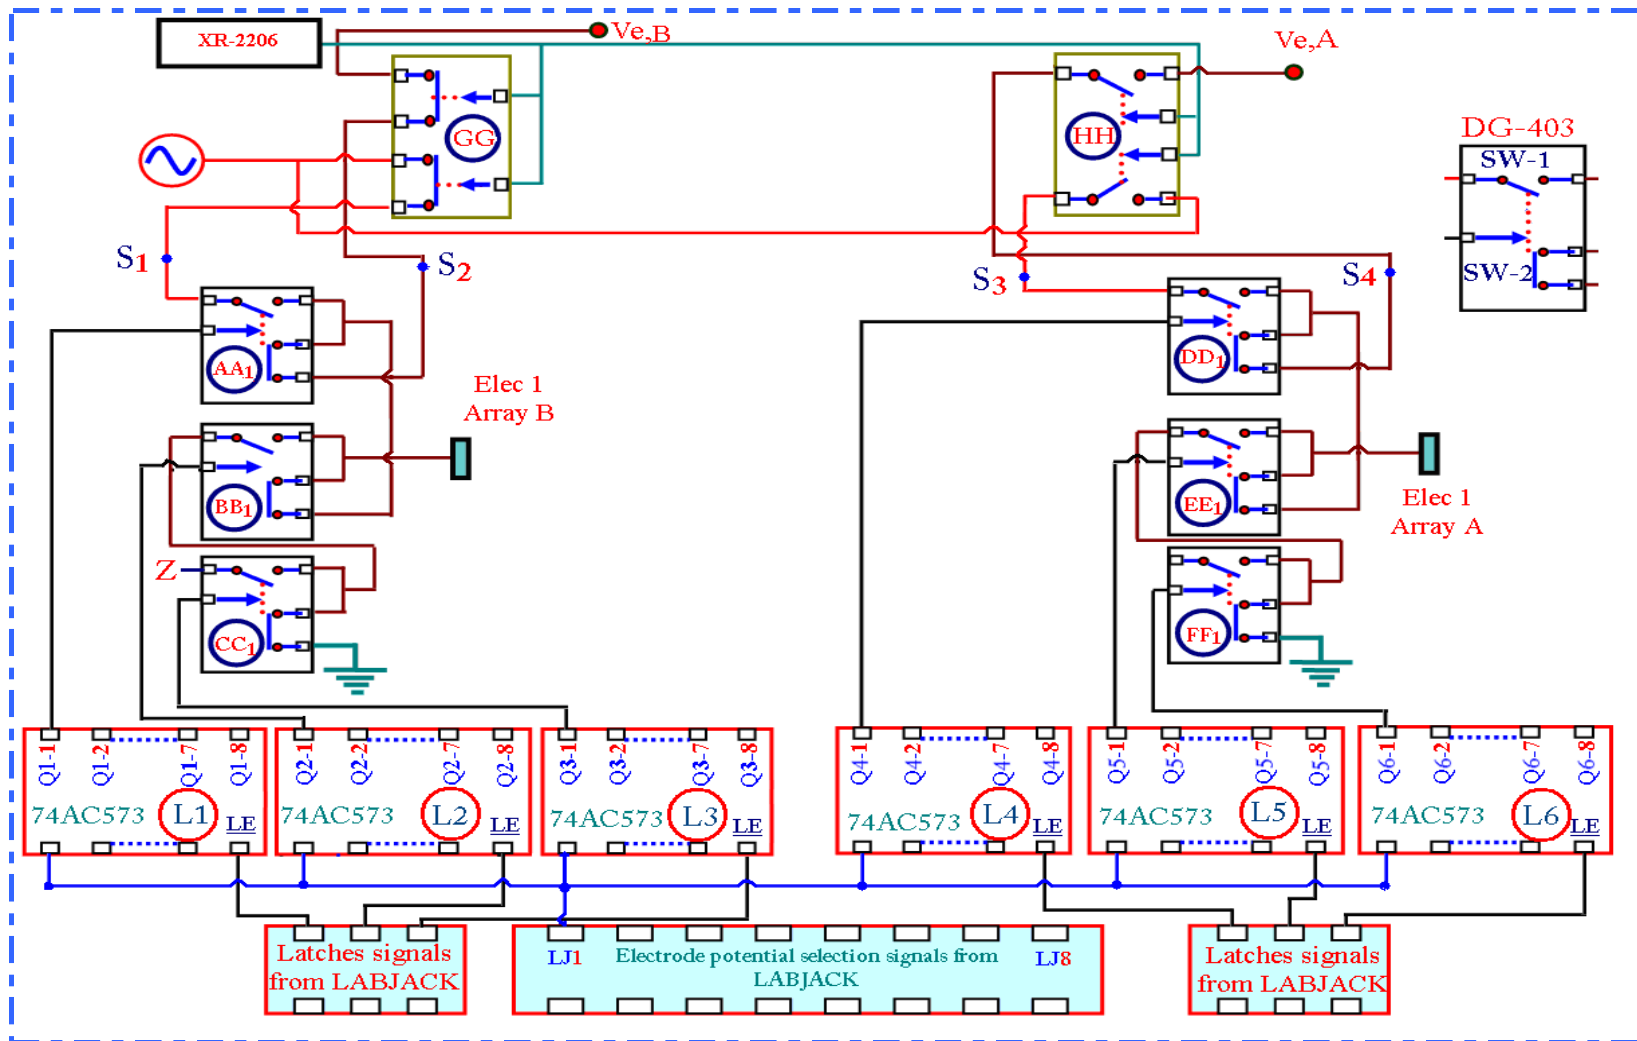 XR-2206
Ve,B
Ve,A
GG
HH
DG-403
SW-1
SW-2
S1
S2
S3
S4
AA1
DD1
Elec 1
Array B
BB1
EE1
Elec 1
Array A
Z
CC1
FF1
Q1-1 Q1-2 Q1-7 Q1-8
74AC573 L1 LE
Q2-1 Q2-2 Q2-7 Q2-8
74AC573 L2 LE
Q3-1 Q3-2 Q3-7 Q3-8
74AC573 L3 LE
Q4-1 Q4-2 Q4-7 Q4-8
74AC573 L4 LE
Q5-1 Q5-2 Q5-7 Q5-8
74AC573 L5 LE
Q6-1 Q6-2 Q6-7 Q6-8
74AC573 L6 LE
Latches signals
from LABJACK
LJ1 Electrode potential selection signals from LJ8
LABJACK
Latches signals
from LABJACK